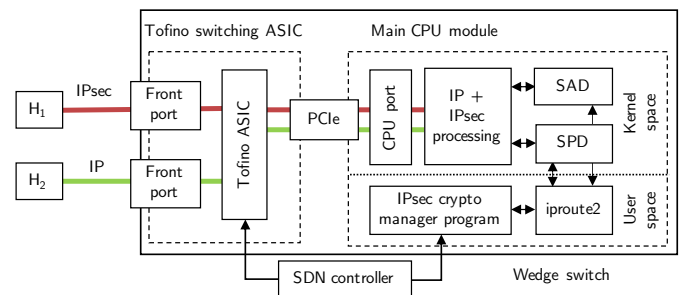 Tofino switching ASIC
Main CPU module
IPsec
H1
Front
port
Tofino ASIC
PCIe
CPU port
IP +
IPsec
processing
SAD
SPD
Kernel
space
IP
H2
Front
port
IPsec crypto
manager program
iproute2
User
space
SDN controller
Wedge switch